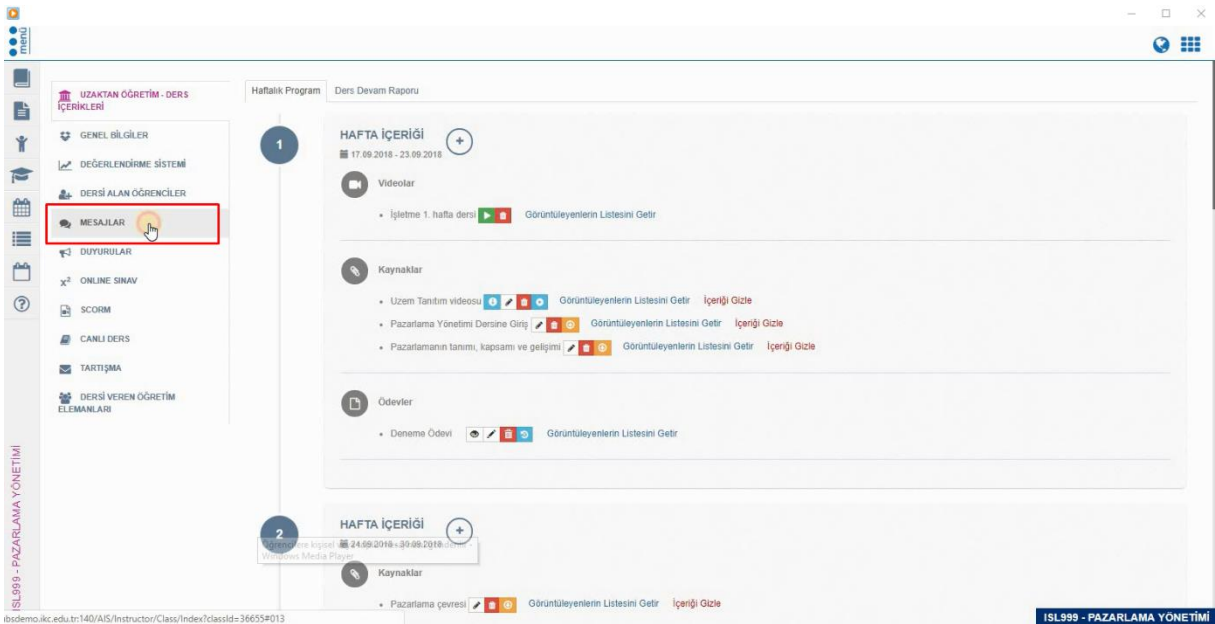 menü
UZAKTAN ÖĞRETİM - DERS
İÇERİKLERİ
GENEL BİLGİLER
DEĞERLENDİRME SİSTEMİ
DERSİ ALAN ÖĞRENCİLER
MESAJLAR
DUYURULAR
x² ONLINE SINAV
SCORM
CANLI DERS
TARTIŞMA
DERSİ VEREN ÖĞRETİM
ELEMANLARI
ISL999 - PAZARLAMA YÖNETİMİ
Haftalık Program Ders Devam Raporu
1
HAFTA İÇERİĞİ
17.09.2018 - 23.09.2018
Videolar
İşletme 1. hafta dersi Görüntüleyenlerin Listesini Getir
Kaynaklar
Uzem Tanıtım videosu Görüntüleyenlerin Listesini Getir İçeriği Gizle
Pazarlama Yönetimi Dersine Giriş Görüntüleyenlerin Listesini Getir İçeriği Gizle
Pazarlamanın tanımı, kapsamı ve gelişimi Görüntüleyenlerin Listesini Getir İçeriği Gizle
Ödevler
Deneme Ödevi Görüntüleyenlerin Listesini Getir
2
HAFTA İÇERİĞİ
24.09.2018 - 30.09.2018
Windows Media Player
Kaynaklar
Pazarlama çevresi Görüntüleyenlerin Listesini Getir İçeriği Gizle
ibsdemo.ikc.edu.tr:140/AIS/Instructor/Class/Index?classId=36655#013
ISL999 - PAZARLAMA YÖNETİMİ